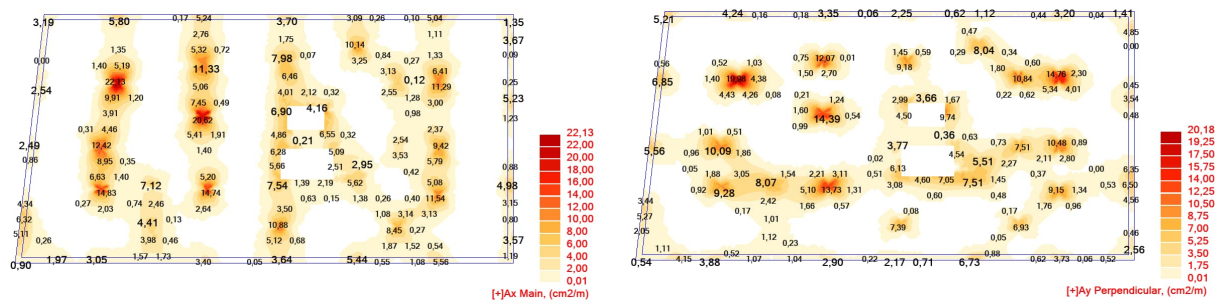 3,19 5,80 0,17 5,24 3,70 3,09 0,26 0,10 5,04 1,35
2,76 1,11 3,67
1,35 5,32 0,72 1,75 10,14 1,33
0,00 1,40 5,19 11,33 7,98 0,07 3,25 0,84 0,27
22,13 6,46 3,13 0,12 6,41 0,25
2,54 5,06 4,01 2,12 0,32 2,55 1,28 11,29
9,91 1,20 7,45 0,49 3,00 5,23
3,91 20,62 6,90 4,16 0,98
0,31 4,46 5,41 1,91 4,86 6,55 0,32 2,37
2,49 12,42 1,40 0,21 2,54 9,42
0,86 8,95 0,35 6,28 5,09 3,53 5,79
6,63 1,40 5,20 5,66 2,51 2,95 0,42 0,88
14,83 7,12 14,74 7,54 1,39 2,19 5,62 5,08 4,98
4,34 0,27 0,74 2,46 0,63 0,15 1,38 0,26 0,40 11,54 3,15
2,03 2,64 3,50 1,08 3,14 3,13
6,32 4,41 0,13 10,88 8,45 0,27 0,80
5,11 0,26 3,98 0,46 5,12 0,68 1,87 1,52 0,54 3,57
0,90 1,97 3,05 1,57 1,73 3,40 0,05 3,64 5,44 0,55 1,08 5,56 1,19
22,13
22,00
20,00
18,00
16,00
14,00
12,00
10,00
8,00
6,00
4,00
2,00
0,01
[+]Ax Main, (cm2/m)
5,21 4,24 0,16 0,18 3,35 0,06 2,25 0,62 1,12 0,44 3,20 0,04 1,41
4,85
0,47 0,00
0,56 0,52 1,03 0,75 12,07 0,01 1,45 0,59 0,29 8,04 0,34
6,85 1,40 19,98 4,38 1,50 2,70 9,18 1,80 0,60 14,76 2,30
4,43 4,26 0,08 0,21 1,24 2,99 3,66 1,67 10,84 5,34 4,01 0,45
1,60 14,39 0,54 4,50 9,74 0,22 0,62 3,54
0,99 0,48
1,01 0,51 0,36 0,63
5,56 0,96 10,09 1,86 0,51 3,77 4,54 0,73 7,51 10,48 0,89
0,02 5,51 2,27 2,11 2,80
0,05 1,88 3,05 1,54 2,21 3,11 0,52 6,13 1,45 0,37 6,35
0,92 9,28 8,07 5,10 13,73 1,31 3,08 4,60 7,05 7,51 0,48 9,15 1,34 0,53 6,56
3,44 2,42 1,66 0,57 0,60 1,76 0,96
5,27 1,01 0,08 0,17
2,05 1,12 0,23 7,39 6,93 0,46
1,11 0,52 0,05 0,02 2,56
0,54 4,15 3,88 1,07 1,04 2,90 0,22 2,17 0,71 6,73 0,88 0,62 3,73 0,06 0,52
20,18
19,25
17,50
15,75
14,00
12,25
10,50
8,75
7,00
5,25
3,50
1,75
0,01
[+]Ay Perpendicular, (cm2/m)